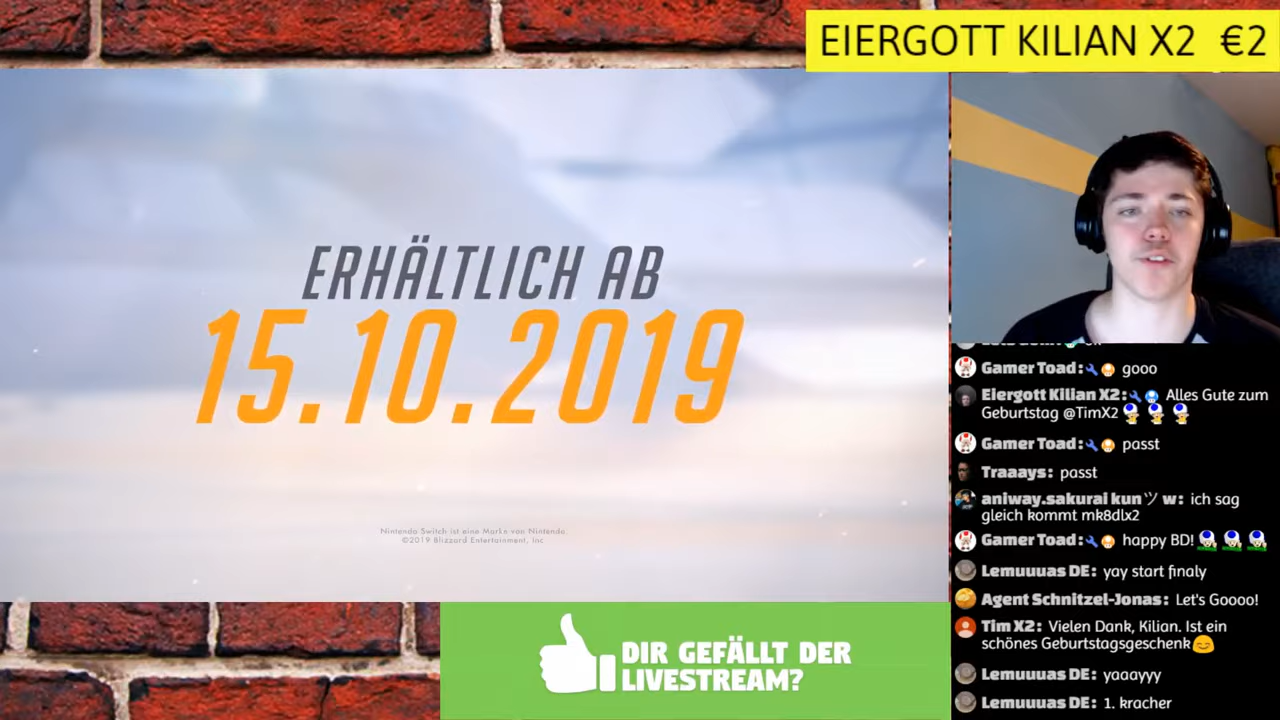 EIERGOTT KILIAN X2 €2
ERHÄLTLICH AB
15.10.2019
Nintendo Switch ist eine Marke von Nintendo.
©2019 Blizzard Entertainment, Inc
Gamer Toad: gooo
Eiergott Kilian X2: Alles Gute zum
Geburtstag @TimX2
Gamer Toad: passt
Traaays: passt
aniway.sakurai kunツ w: ich sag
gleich kommt mk8dlx2
Gamer Toad: happy BD!
Lemuuuas DE: yay start finaly
Agent Schnitzel-Jonas: Let's Goooo!
Tim X2: Vielen Dank, Kilian. Ist ein
schönes Geburtstagsgeschenk
Lemuuuas DE: yaaayyy
Lemuuuas DE: 1. kracher
DIR GEFÄLLT DER
LIVESTREAM?